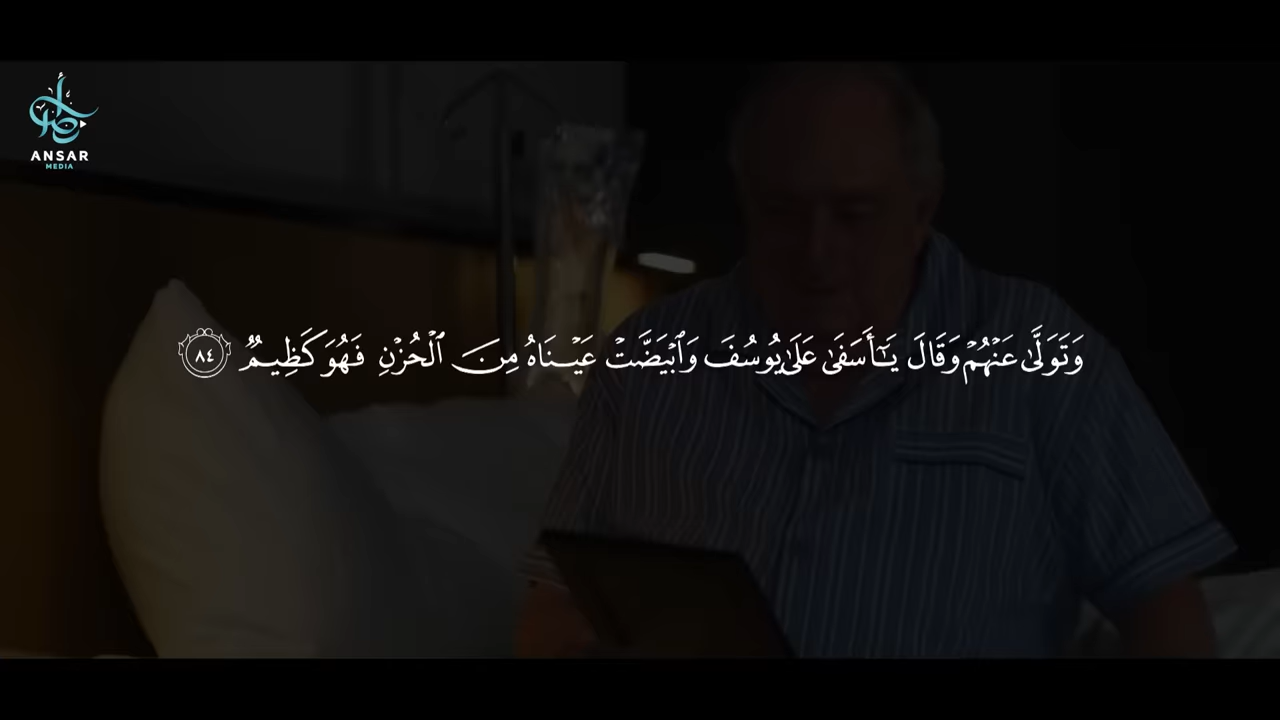 ANSAR
MEDIA
وَتَوَلَّىٰ عَنْهُمْ وَقَالَ يَـٰٓأَسَفَىٰ عَلَىٰ يُوسُفَ وَٱبْيَضَّتْ عَيْنَاهُ مِنَ ٱلْحُزْنِ فَهُوَ كَظِيمٌ ٨٤